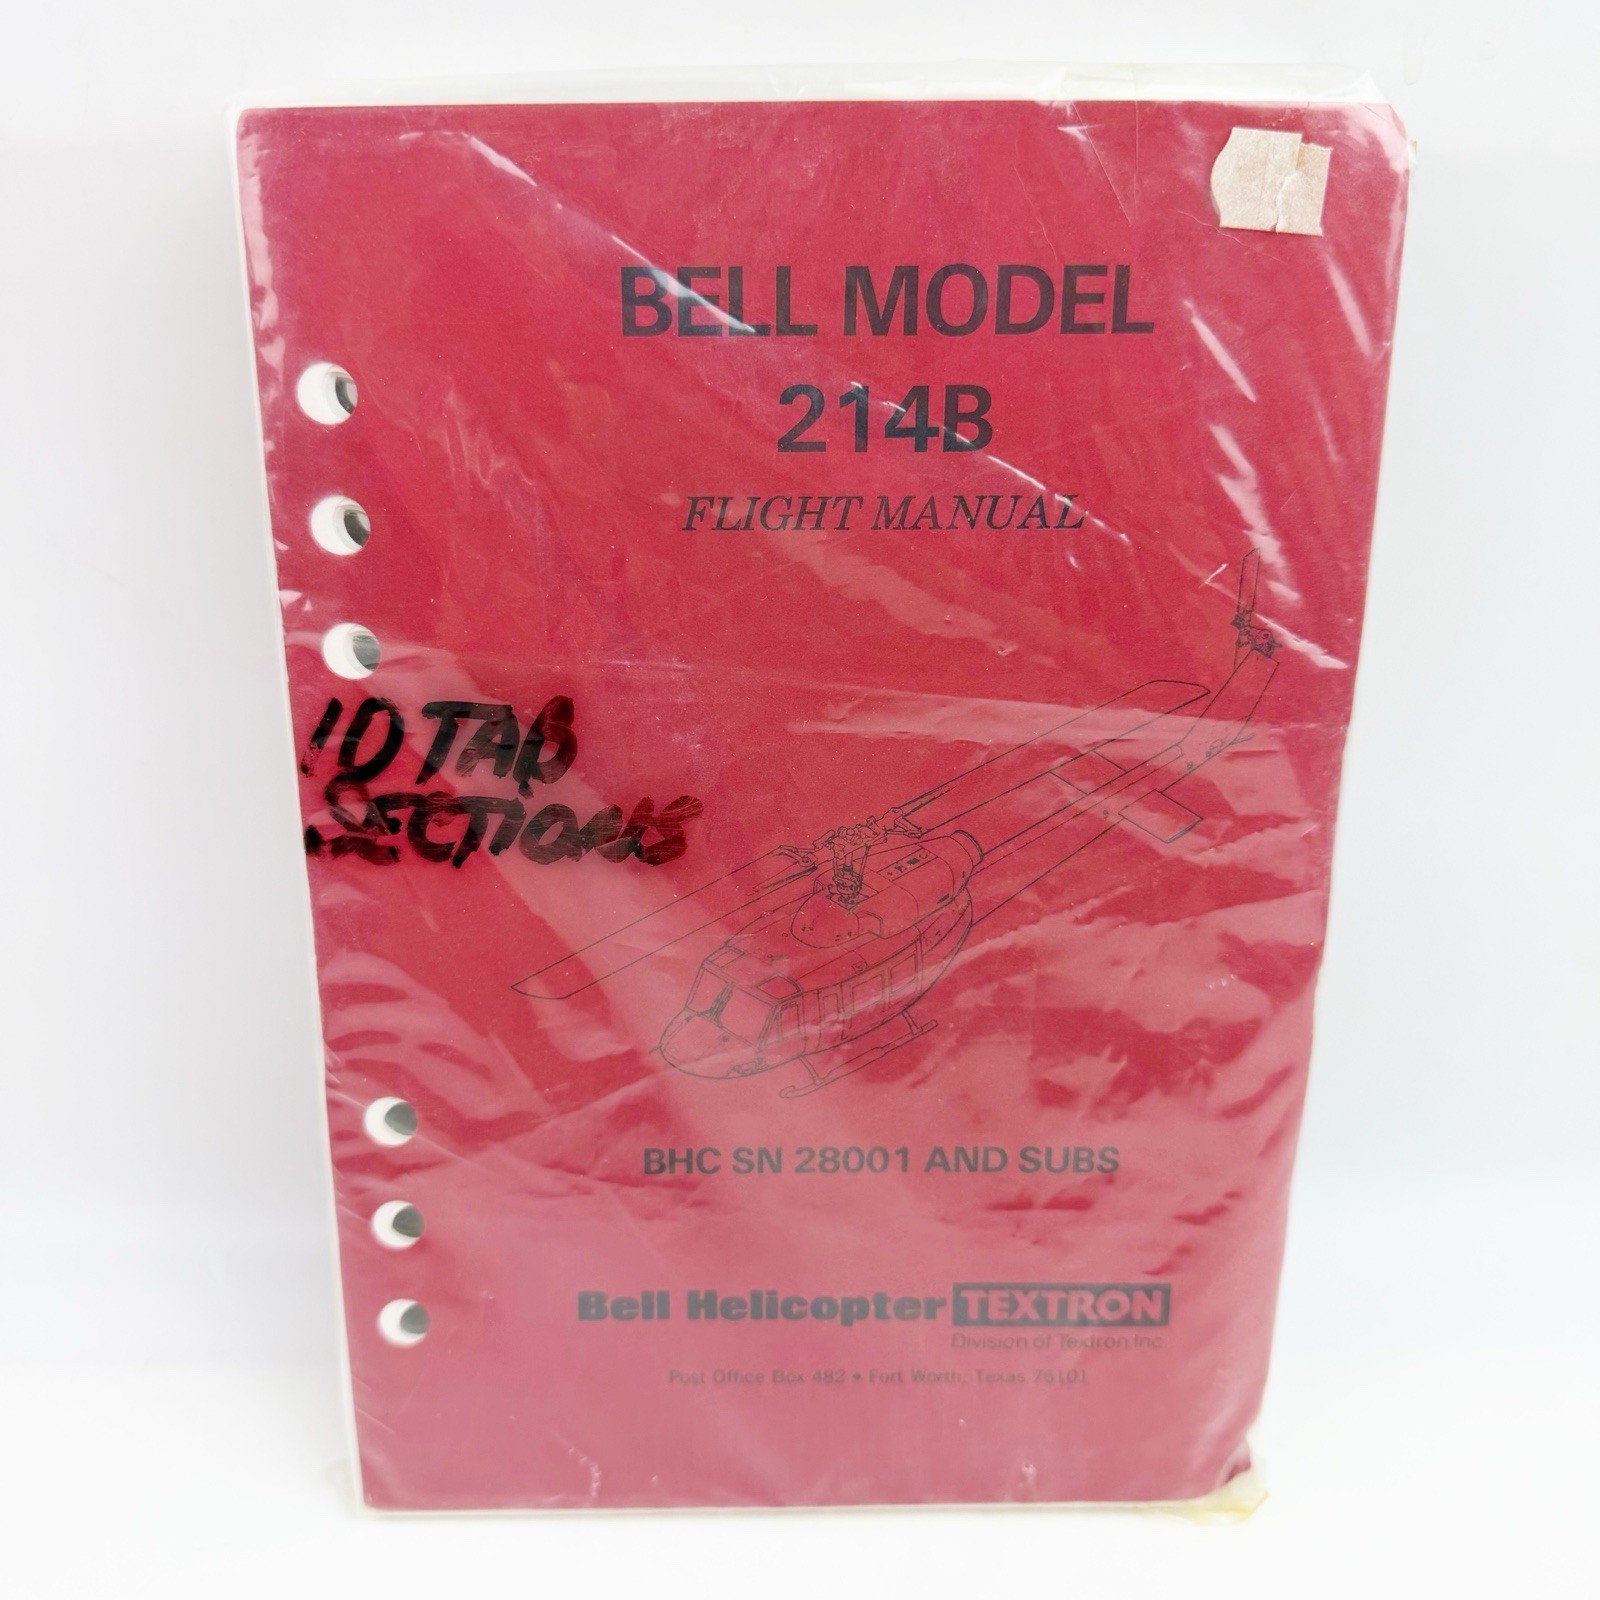 BELL MODEL
214B
FLIGHT MANUAL
10 TAB
SECTIONS
BHC SN 28001 AND SUBS
Bell Helicopter TEXTRON
Division of Textron Inc
Post Office Box 482 • Fort Worth, Texas 76101